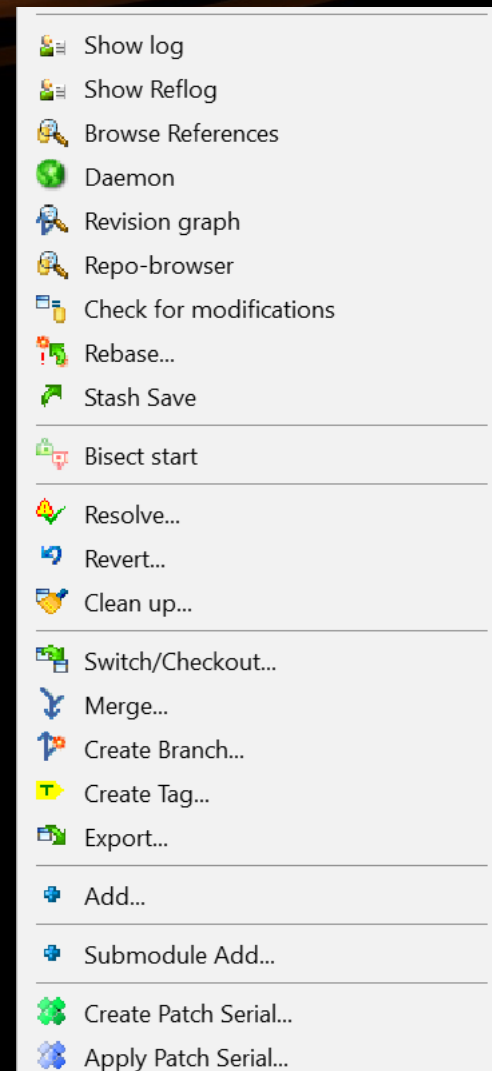 Show log
Show Reflog
Browse References
Daemon
Revision graph
Repo-browser
Check for modifications
Rebase...
Stash Save
Bisect start
Resolve...
Revert...
Clean up...
Switch/Checkout...
Merge...
Create Branch...
T
Create Tag...
Export...
Add...
Submodule Add...
Create Patch Serial...
Apply Patch Serial...